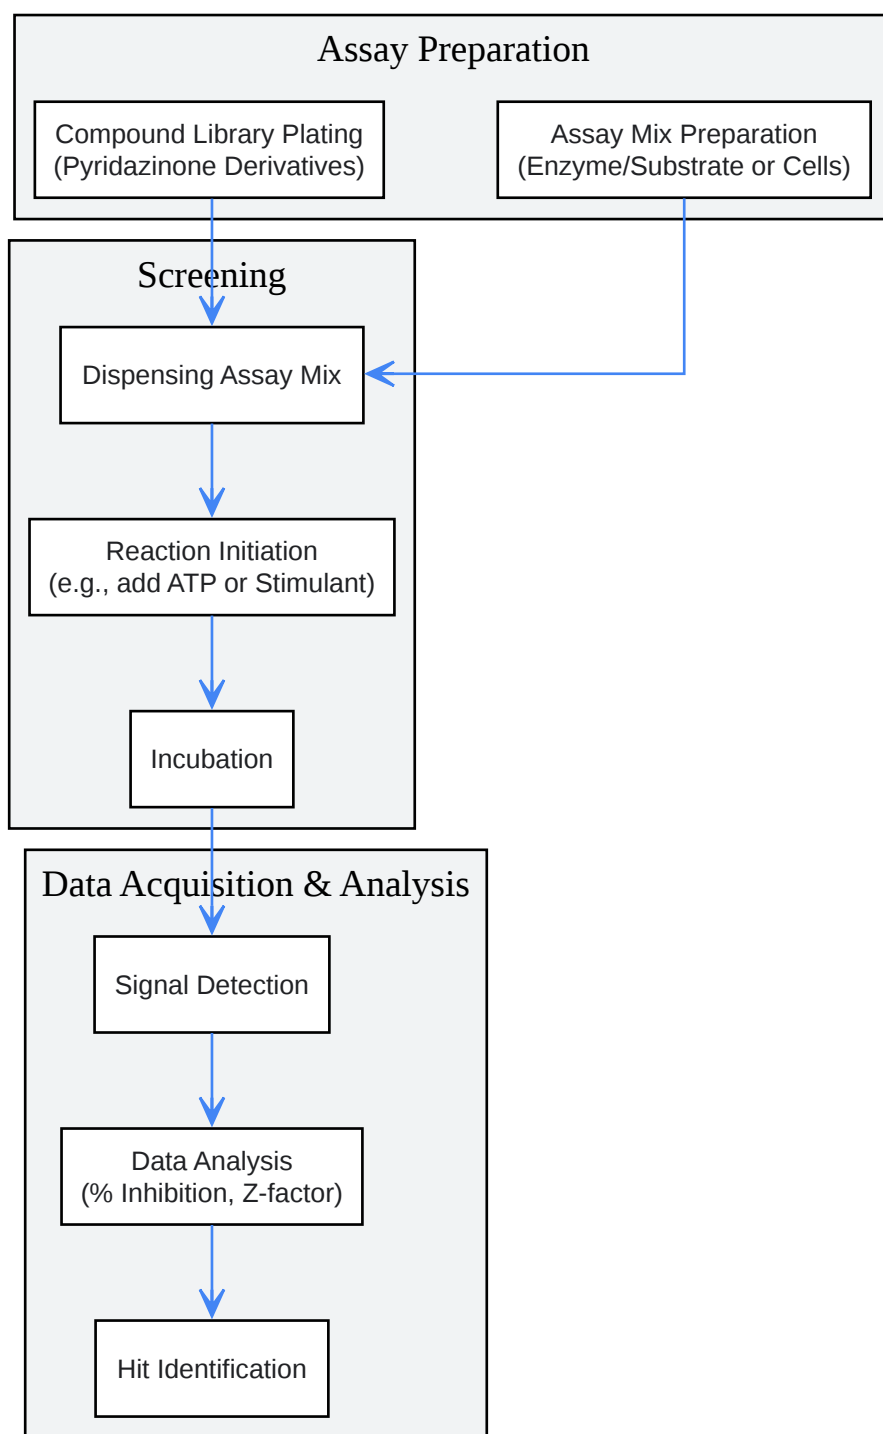 Assay Preparation
Compound Library Plating
(Pyridazinone Derivatives)
Assay Mix Preparation
(Enzyme/Substrate or Cells)
Screening
Dispensing Assay Mix
Reaction Initiation
(e.g., add ATP or Stimulant)
Incubation
Data Acquisition & Analysis
Signal Detection
Data Analysis
(% Inhibition, Z-factor)
Hit Identification